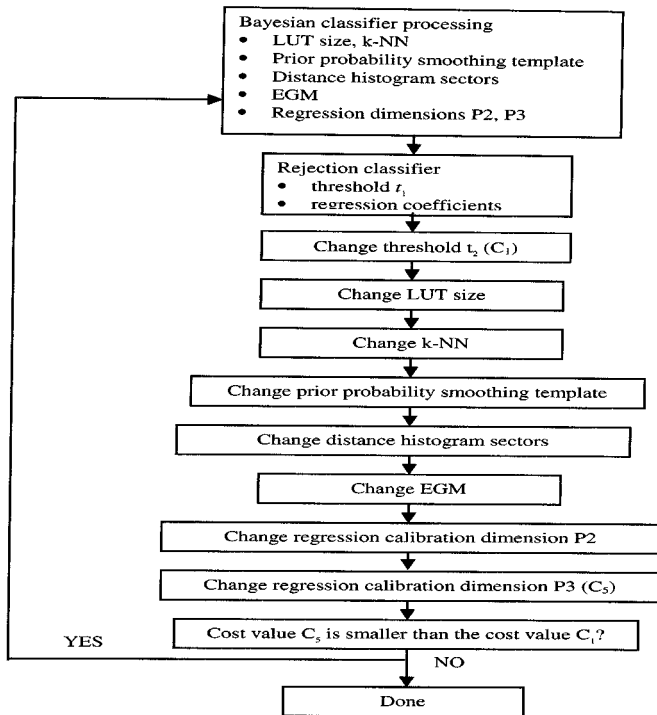 Bayesian classifier processing
• LUT size, k-NN
• Prior probability smoothing template
• Distance histogram sectors
• EGM
• Regression dimensions P2, P3
Rejection classifier
• threshold t₁
• regression coefficients
Change threshold t₂ (C₁)
Change LUT size
Change k-NN
Change prior probability smoothing template
Change distance histogram sectors
Change EGM
Change regression calibration dimension P2
Change regression calibration dimension P3 (C₅)
Cost value C₅ is smaller than the cost value C₁?
YES
NO
Done